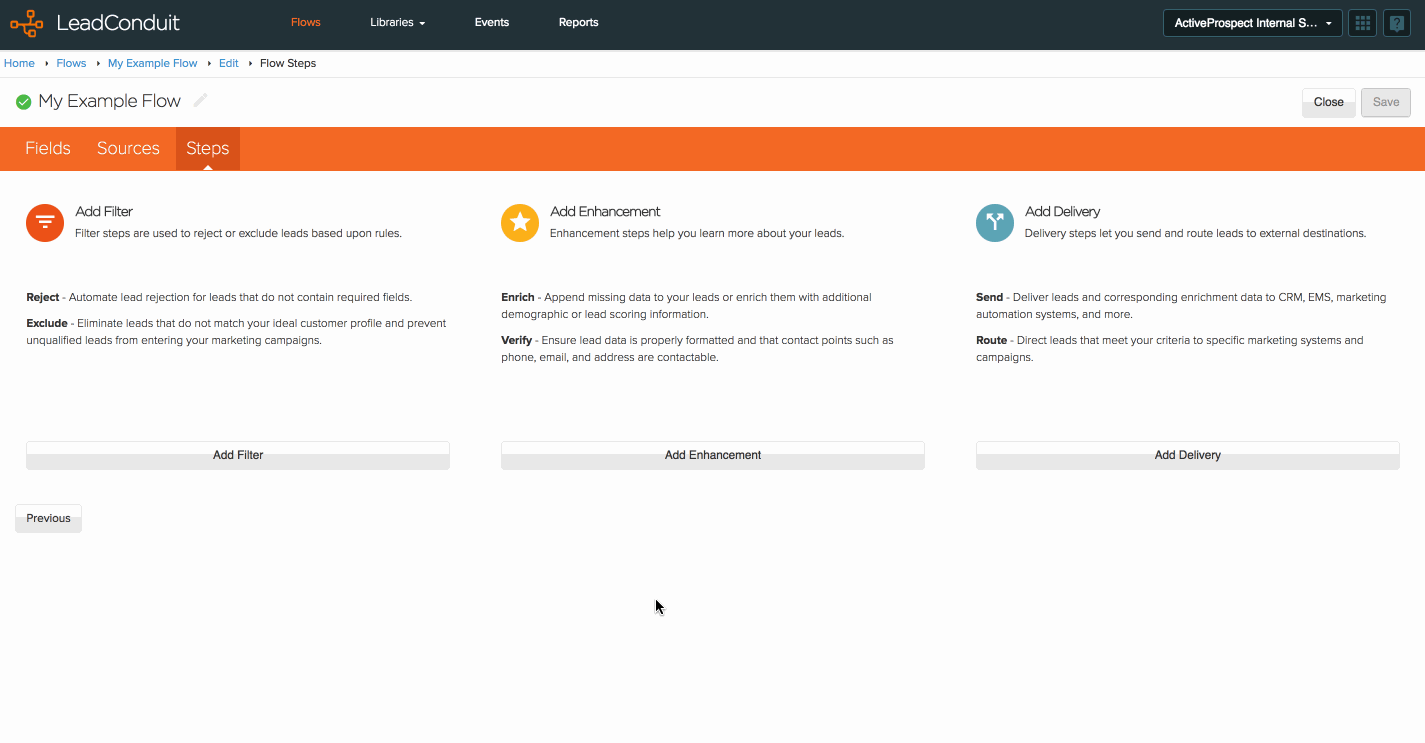 LeadConduit
Flows
Libraries
Events
Reports
ActiveProspect Internal S...
?
Home
Flows
My Example Flow
Edit
Flow Steps
My Example Flow
Close
Save
Fields
Sources
Steps
Add Filter
Filter steps are used to reject or exclude leads based upon rules.
Reject - Automate lead rejection for leads that do not contain required fields.
Exclude - Eliminate leads that do not match your ideal customer profile and prevent
unqualified leads from entering your marketing campaigns.
Add Filter
Add Enhancement
Enhancement steps help you learn more about your leads.
Enrich - Append missing data to your leads or enrich them with additional
demographic or lead scoring information.
Verify - Ensure lead data is properly formatted and that contact points such as
phone, email, and address are contactable.
Add Enhancement
Add Delivery
Delivery steps let you send and route leads to external destinations.
Send - Deliver leads and corresponding enrichment data to CRM, EMS, marketing
automation systems, and more.
Route - Direct leads that meet your criteria to specific marketing systems and
campaigns.
Add Delivery
Previous